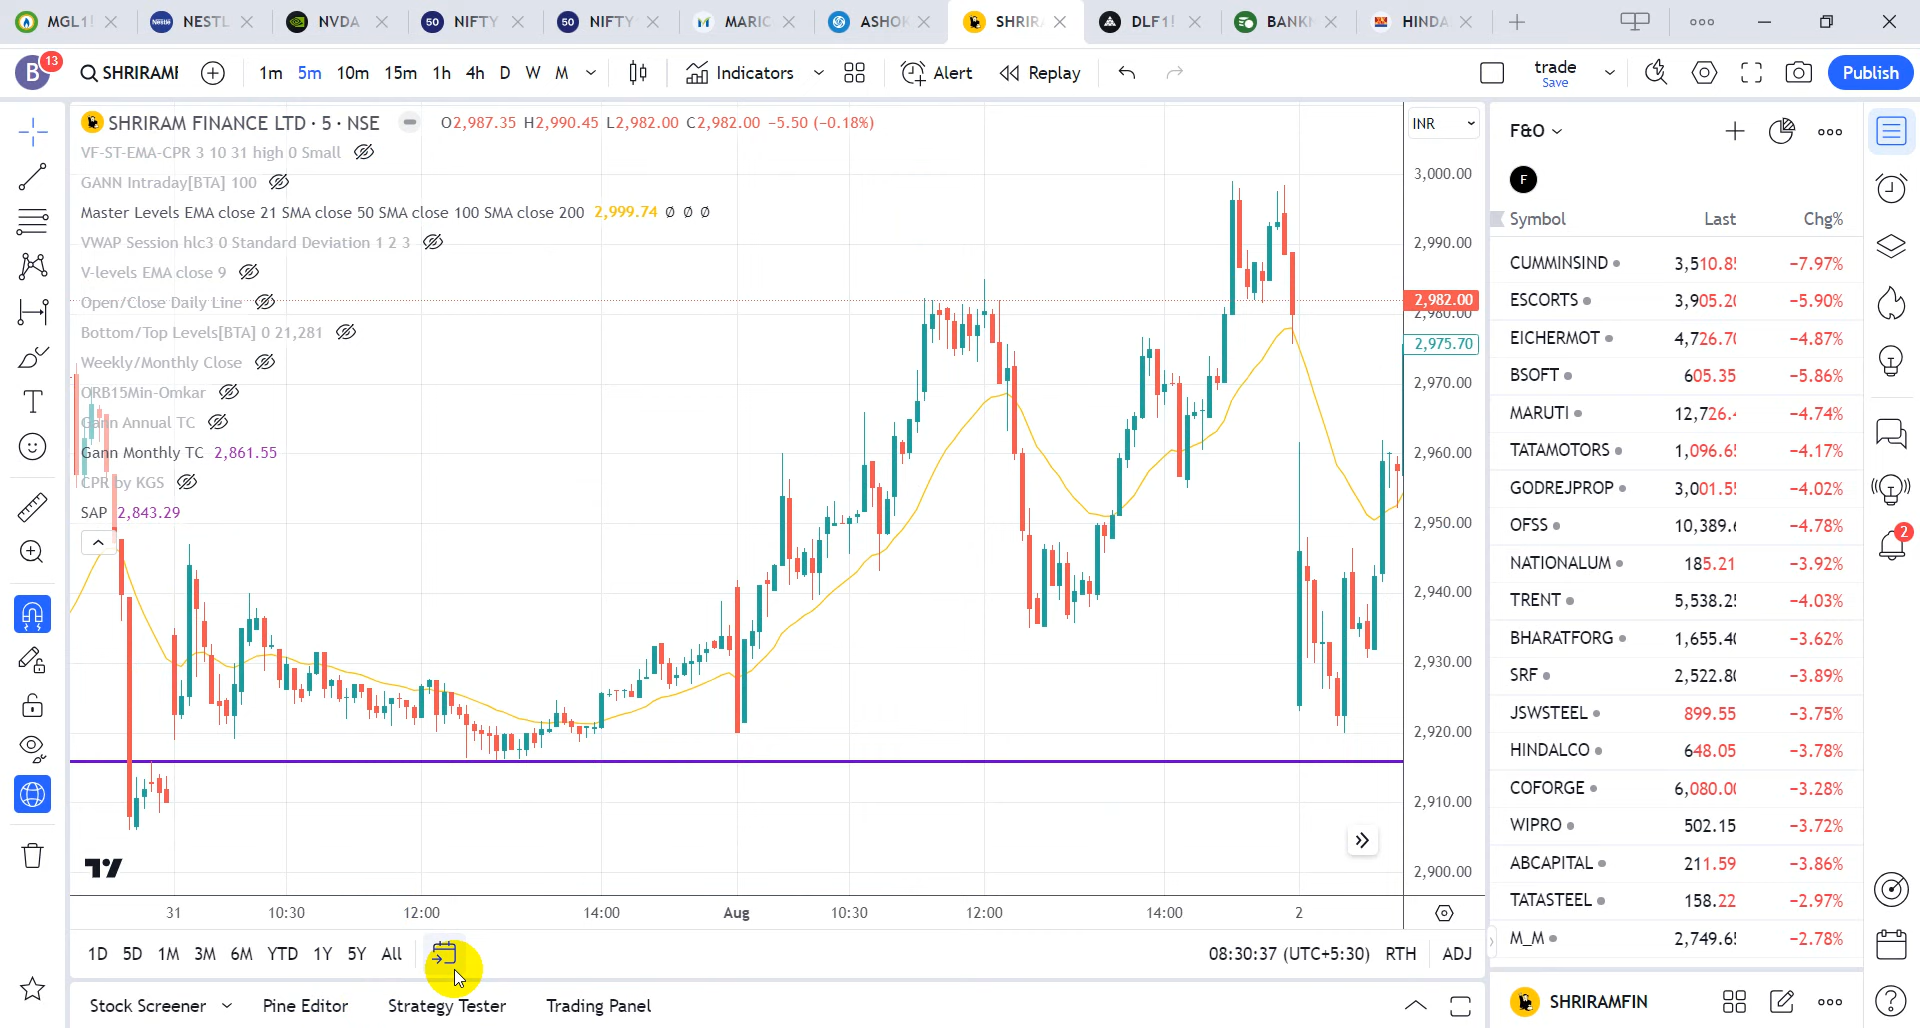 MGL1!
NESTL
NVDA
50 NIFTY
50 NIFTY
MARIC
ASHOK
SHRIRA
DLF1!
BANKN
HINDA
B 13
SHRIRAMF
1m 5m 10m 15m 1h 4h D W M
Indicators
Alert
Replay
trade
Save
Publish
SHRIRAM FINANCE LTD · 5 · NSE
O2,987.35 H2,990.45 L2,982.00 C2,982.00 −5.50 (−0.18%)
VF-ST-EMA-CPR 3 10 31 high 0 Small
GANN Intraday[BTA] 100
Master Levels EMA close 21 SMA close 50 SMA close 100 SMA close 200 2,999.74 Ø Ø Ø
VWAP Session hlc3 0 Standard Deviation 1 2 3
V-levels EMA close 9
Open/Close Daily Line
Bottom/Top Levels[BTA] 0 21,281
Weekly/Monthly Close
ORB15Min-Omkar
Gann Annual TC
Gann Monthly TC 2,861.55
CPR by KGS
SAP 2,843.29
INR
3,000.00
2,990.00
2,982.00
2,980.00
2,975.70
2,970.00
2,960.00
2,950.00
2,940.00
2,930.00
2,920.00
2,910.00
2,900.00
31 10:30 12:00 14:00 Aug 10:30 12:00 14:00 2
1D 5D 1M 3M 6M YTD 1Y 5Y All
08:30:37 (UTC+5:30) RTH ADJ
Stock Screener
Pine Editor
Strategy Tester
Trading Panel
F&O
F
Symbol Last Chg%
CUMMINSIND −7.97%
ESCORTS −5.90%
EICHERMOT −4.87%
BSOFT 605.35 −5.86%
MARUTI −4.74%
TATAMOTORS −4.17%
GODREJPROP −4.02%
OFSS −4.78%
NATIONALUM 185.21 −3.92%
TRENT −4.03%
BHARATFORG −3.62%
SRF −3.89%
JSWSTEEL 899.55 −3.75%
HINDALCO 648.05 −3.78%
COFORGE −3.28%
WIPRO 502.15 −3.72%
ABCAPITAL 211.59 −3.86%
TATASTEEL 158.22 −2.97%
M_M −2.78%
SHRIRAMFIN
2